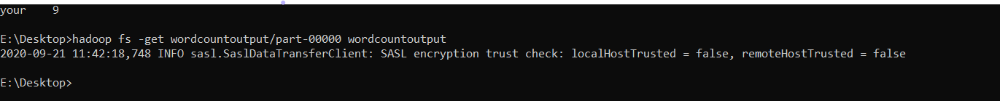 your    9
E:\Desktop>hadoop fs -get wordcountoutput/part-00000 wordcountoutput
2020-09-21 11:42:18,748 INFO sasl.SaslDataTransferClient: SASL encryption trust check: localHostTrusted = false, remoteHostTrusted = false
E:\Desktop>